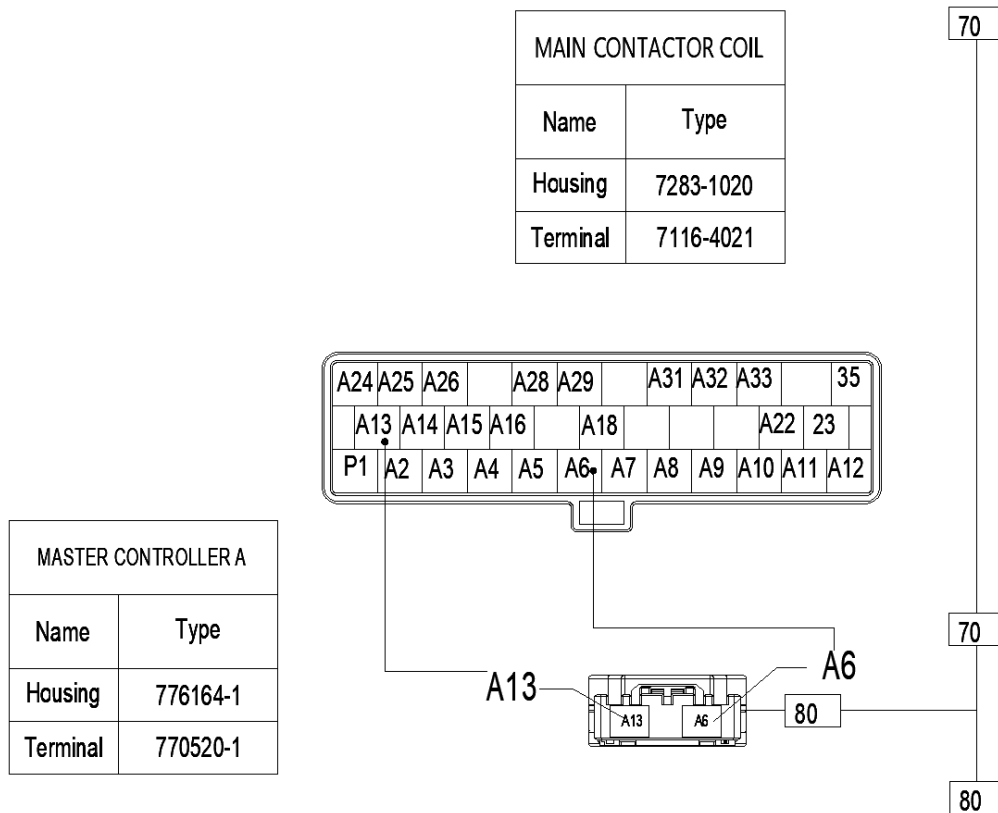 MAIN CONTACTOR COIL
Name Type
Housing 7283-1020
Terminal 7116-4021
70
A24 A25 A26 A28 A29 A31 A32 A33 35
A13 A14 A15 A16 A18 A22 23
P1 A2 A3 A4 A5 A6 A7 A8 A9 A10 A11 A12
MASTER CONTROLLER A
Name Type
Housing 776164-1
Terminal 770520-1
70
A13 A6
A13 A6
80
80